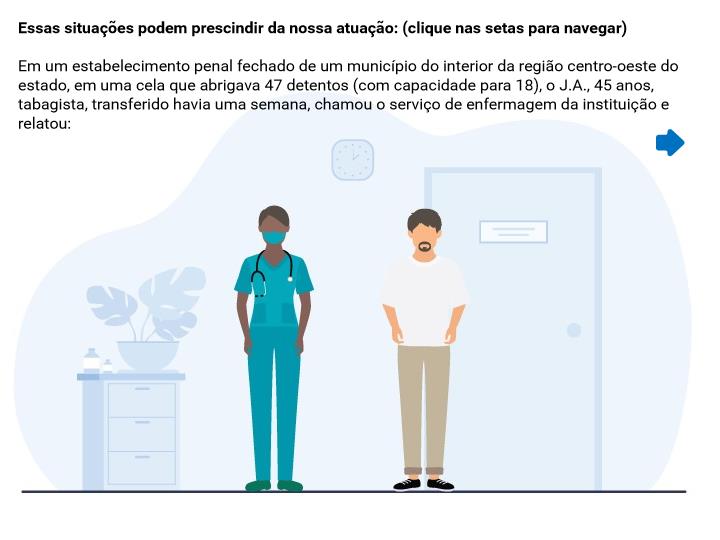 Essas situações podem prescindir da nossa atuação: (clique nas setas para navegar)
Em um estabelecimento penal fechado de um município do interior da região centro-oeste do
estado, em uma cela que abrigava 47 detentos (com capacidade para 18), o J.A., 45 anos,
tabagista, transferido havia uma semana, chamou o serviço de enfermagem da instituição e
relatou: